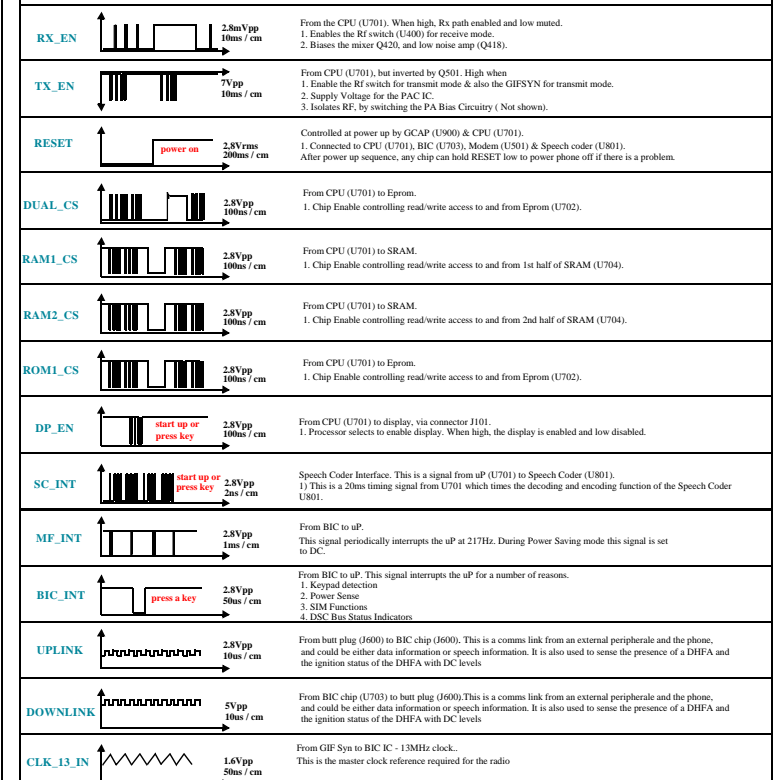 RX_EN
2.8mVpp
10ms / cm
From the CPU (U701). When high, Rx path enabled and low muted.
1. Enables the Rf switch (U400) for receive mode.
2. Biases the mixer Q420, and low noise amp (Q418).
TX_EN
7Vpp
10ms / cm
From CPU (U701), but inverted by Q501. High when
1. Enable the Rf switch for transmit mode & also the GIFSYN for transmit mode.
2. Supply Voltage for the PAC IC.
3. Isolates RF, by switching the PA Bias Circuitry ( Not shown).
RESET
power on
2,8Vrms
200ms / cm
Controlled at power up by GCAP (U900) & CPU (U701).
1. Connected to CPU (U701), BIC (U703), Modem (U501) & Speech coder (U801).
After power up sequence, any chip can hold RESET low to power phone off if there is a problem.
DUAL_CS
2.8Vpp
100ns / cm
From CPU (U701) to Eprom.
1. Chip Enable controlling read/write access to and from Eprom (U702).
RAM1_CS
2.8Vpp
100ns / cm
From CPU (U701) to SRAM.
1. Chip Enable controlling read/write access to and from 1st half of SRAM (U704).
RAM2_CS
2.8Vpp
100ns / cm
From CPU (U701) to SRAM.
1. Chip Enable controlling read/write access to and from 2nd half of SRAM (U704).
ROM1_CS
2.8Vpp
100ns / cm
From CPU (U701) to Eprom.
1. Chip Enable controlling read/write access to and from Eprom (U702).
DP_EN
start up or
press key
2.8Vpp
100ns / cm
From CPU (U701) to display, via connector J101.
1. Processor selects to enable display. When high, the display is enabled and low disabled.
SC_INT
start up or
press key
2.8Vpp
2ns / cm
Speech Coder Interface. This is a signal from uP (U701) to Speech Coder (U801).
1) This is a 20ms timing signal from U701 which times the decoding and encoding function of the Speech Coder
U801.
MF_INT
2.8Vpp
1ms / cm
From BIC to uP.
This signal periodically interrupts the uP at 217Hz. During Power Saving mode this signal is set
to DC.
BIC_INT
press a key
2.8Vpp
50us / cm
From BIC to uP. This signal interrupts the uP for a number of reasons.
1. Keypad detection
2. Power Sense
3. SIM Functions
4. DSC Bus Status Indicators
UPLINK
2.8Vpp
10us / cm
From butt plug (J600) to BIC chip (J600). This is a comms link from an external peripherale and the phone,
and could be either data information or speech information. It is also used to sense the presence of a DHFA and
the ignition status of the DHFA with DC levels
DOWNLINK
5Vpp
10us / cm
From BIC chip (U703) to butt plug (J600).This is a comms link from an external peripherale and the phone,
and could be either data information or speech information. It is also used to sense the presence of a DHFA and
the ignition status of the DHFA with DC levels
CLK_13_IN
1.6Vpp
50ns / cm
From GIF Syn to BIC IC - 13MHz clock..
This is the master clock reference required for the radio